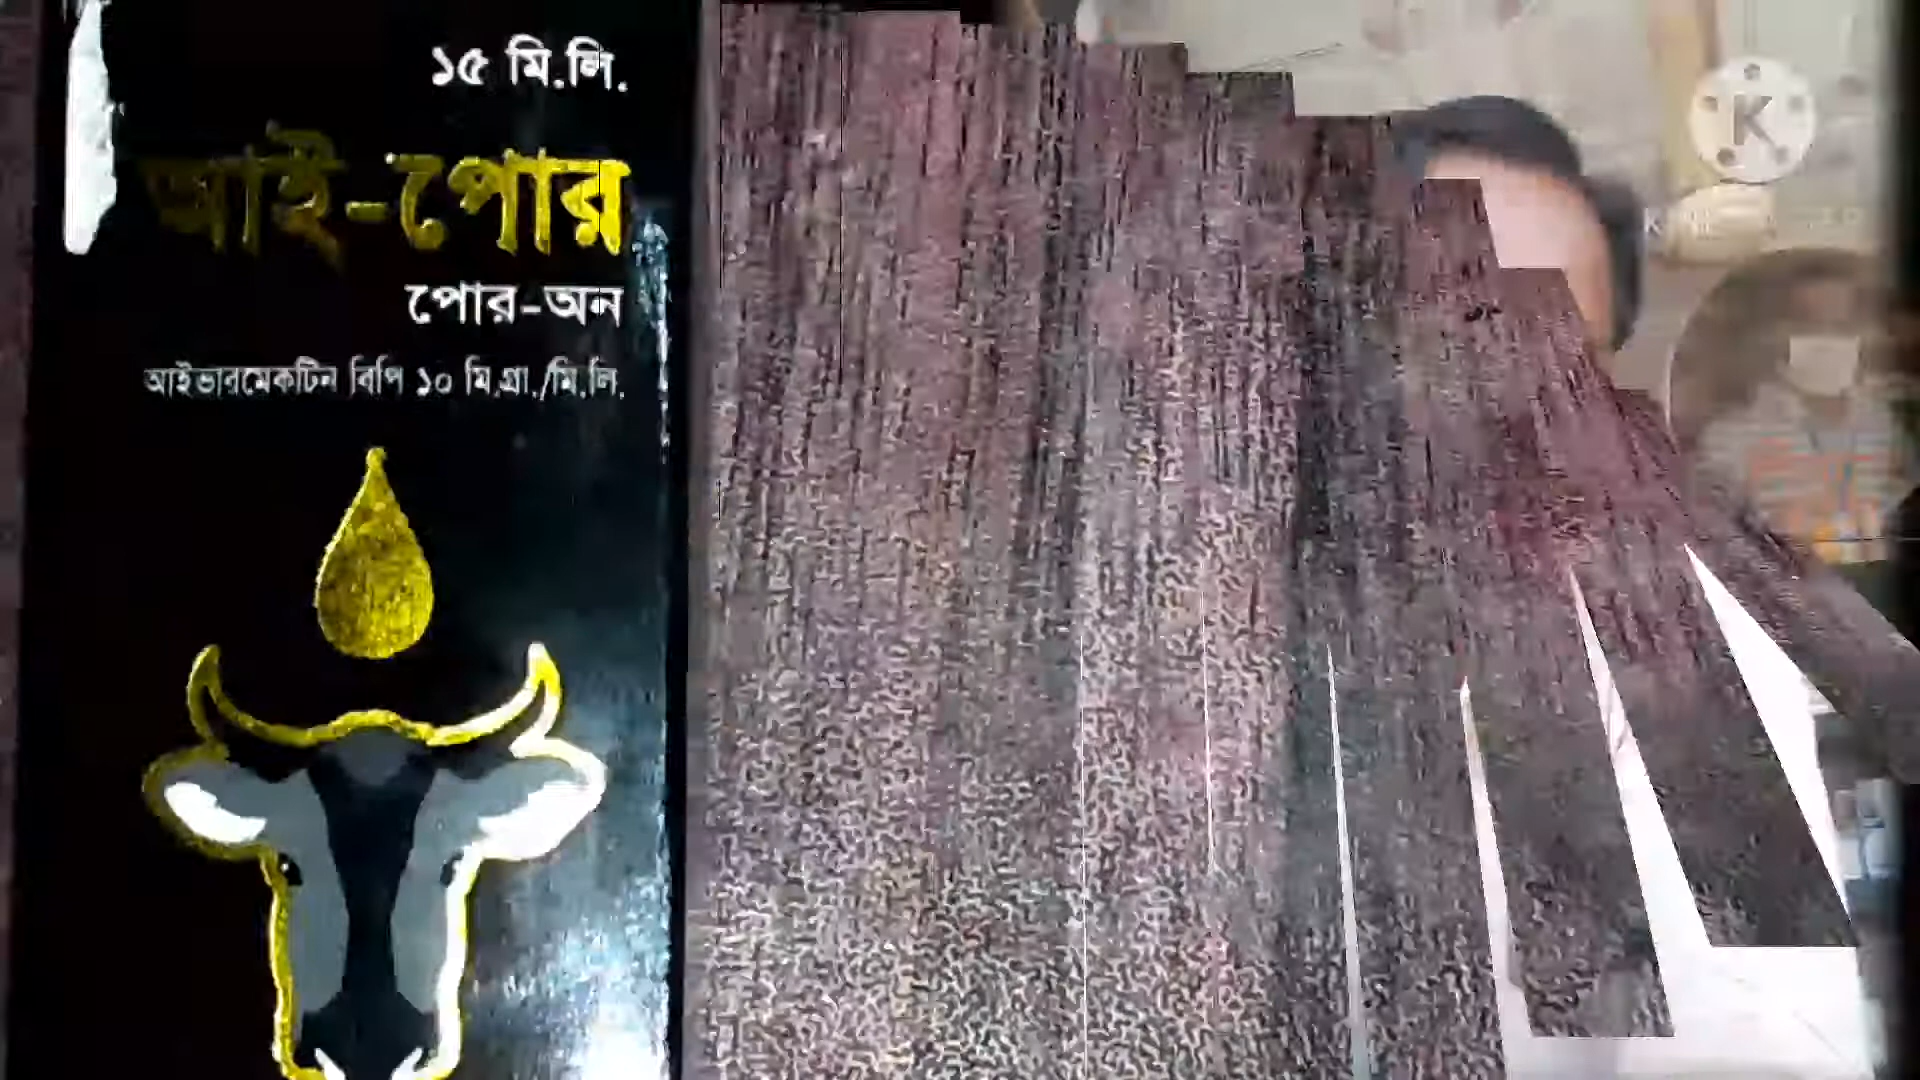 ১৫ মি.লি.
আই-পোর
পোর-অন
আইভারমেকটিন বিপি ১০ মি.গ্রা./মি.লি.
K